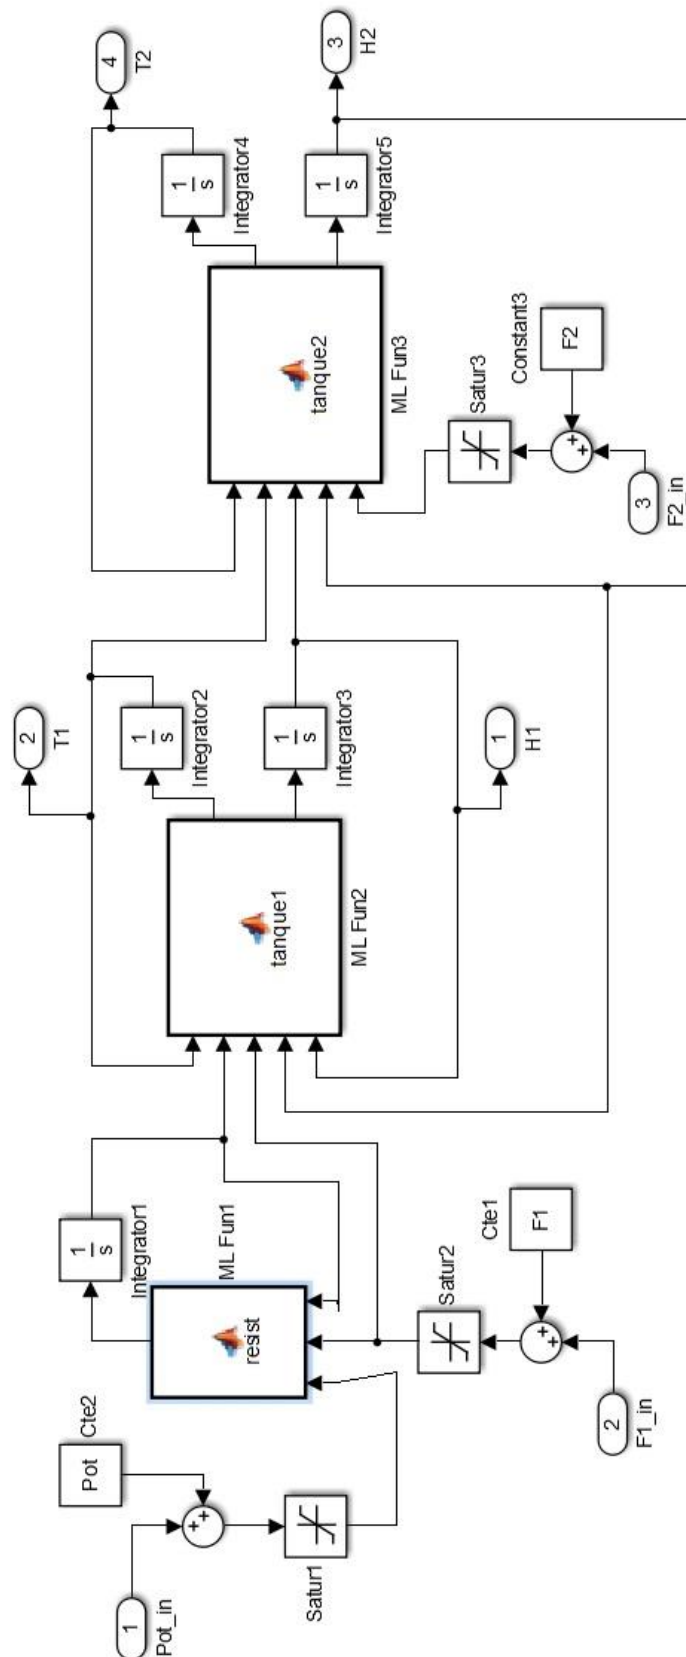 1
Pot_in
Pot
Cte2
++
Satur1
1
s
Integrator1
resist
ML Fun1
2
F1_in
++
F1
Cte1
Satur2
2
T1
tanque1
ML Fun2
1
s
Integrator2
1
s
Integrator3
1
H1
4
T2
tanque2
ML Fun3
1
s
Integrator4
1
s
Integrator5
3
H2
3
F2_in
++
F2
Constant3
Satur3